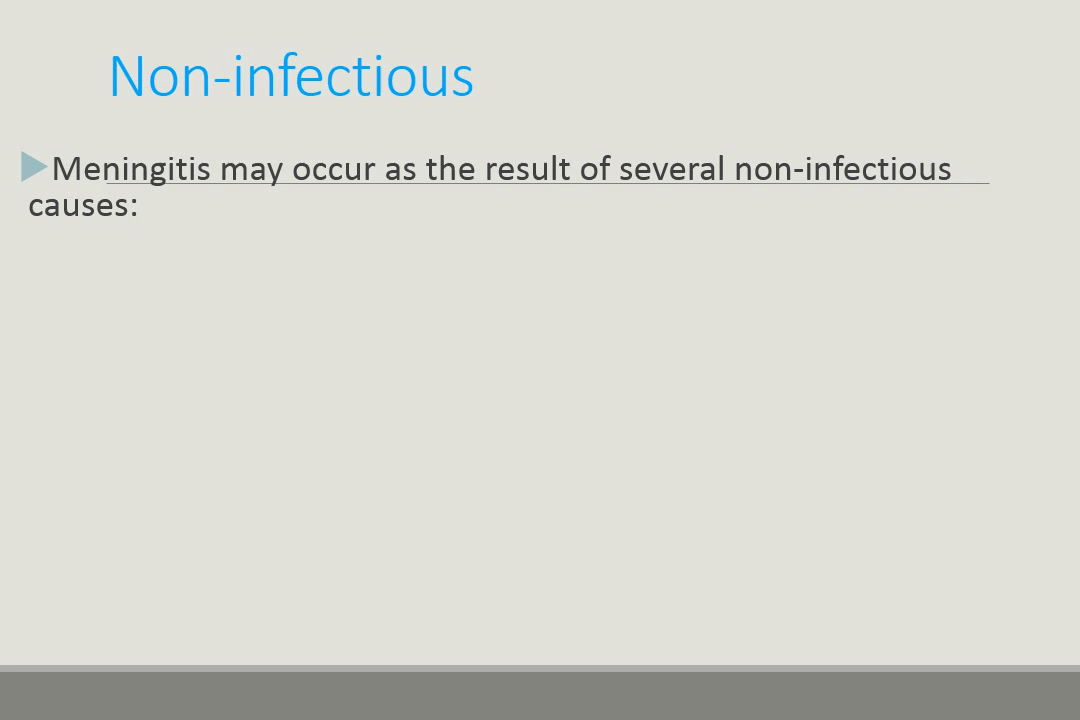 Non-infectious
Meningitis may occur as the result of several non-infectious
causes: